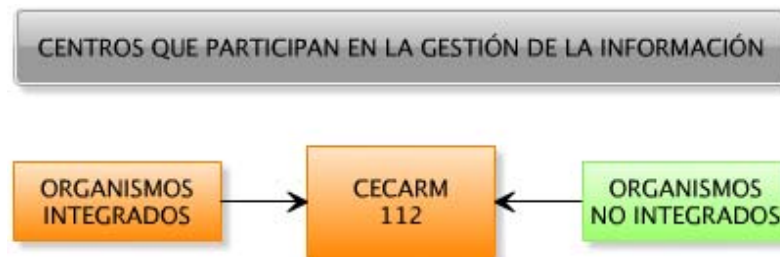 CENTROS QUE PARTICIPAN EN LA GESTIÓN DE LA INFORMACIÓN
ORGANISMOS
INTEGRADOS
CECARM
112
ORGANISMOS
NO INTEGRADOS